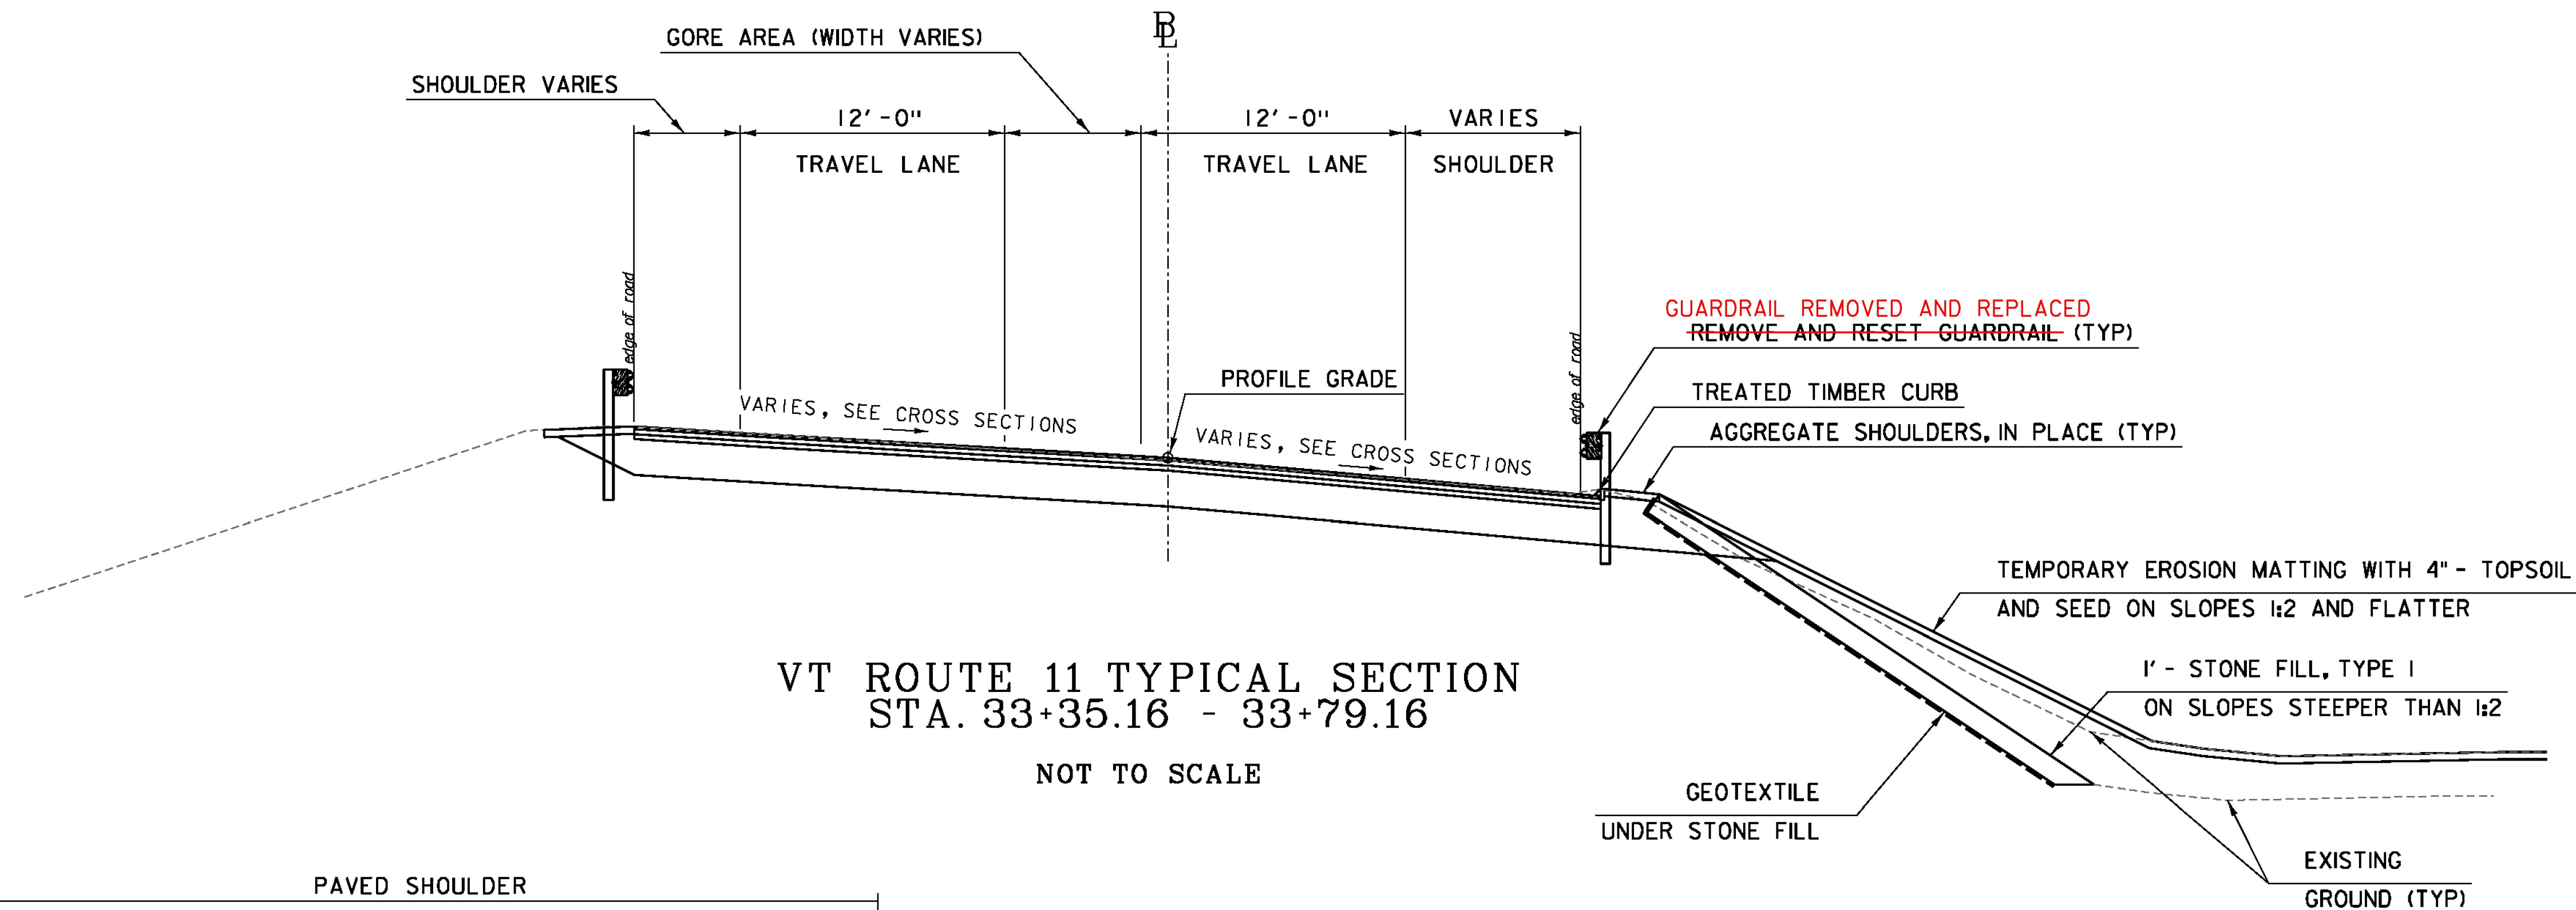 BL
GORE AREA (WIDTH VARIES)
SHOULDER VARIES
12'-0"
12'-0"
VARIES
TRAVEL LANE
TRAVEL LANE
SHOULDER
edge of road
edge of road
GUARDRAIL REMOVED AND REPLACED
REMOVE AND RESET GUARDRAIL (TYP)
PROFILE GRADE
TREATED TIMBER CURB
VARIES, SEE CROSS SECTIONS
VARIES, SEE CROSS SECTIONS
AGGREGATE SHOULDERS, IN PLACE (TYP)
TEMPORARY EROSION MATTING WITH 4" - TOPSOIL
AND SEED ON SLOPES 1:2 AND FLATTER
VT ROUTE 11 TYPICAL SECTION
STA. 33+35.16 - 33+79.16
NOT TO SCALE
1' - STONE FILL, TYPE I
ON SLOPES STEEPER THAN 1:2
GEOTEXTILE
UNDER STONE FILL
EXISTING
GROUND (TYP)
PAVED SHOULDER